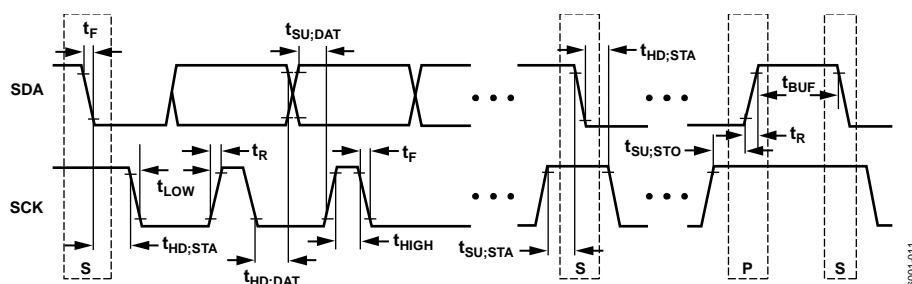 tF
tSU;DAT
tHD;STA
SDA
tBUF
tR
tF
tR
tSU;STO
tLOW
SCK
tHD;STA
tHIGH
tSU;STA
tHD;DAT
S
S
P
S